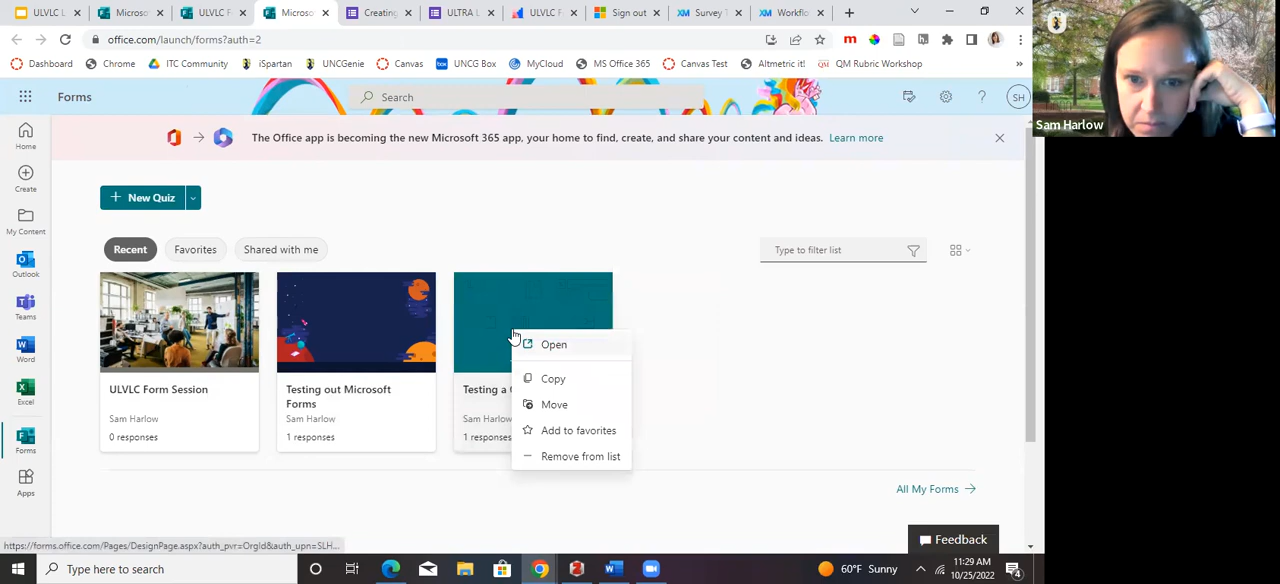 ULVLC L
Microso
ULVLC F
Microso
Creating
ULTRA L
ULVLC F
Sign out
Survey T
Workflo
office.com/launch/forms?auth=2
Dashboard
Chrome
ITC Community
iSpartan
UNCGenie
Canvas
UNCG Box
MyCloud
MS Office 365
Canvas Test
Altmetric it!
QM Rubric Workshop
Forms
Search
SH
Sam Harlow
The Office app is becoming the new Microsoft 365 app, your home to find, create, and share your content and ideas. Learn more
Home
Create
My Content
Outlook
Teams
Word
Excel
Forms
Apps
New Quiz
Recent
Favorites
Shared with me
Type to filter list
ULVLC Form Session
Sam Harlow
0 responses
Testing out Microsoft
Forms
Sam Harlow
1 responses
Testing a
Sam Harlow
1 responses
Open
Copy
Move
Add to favorites
Remove from list
All My Forms
Feedback
https://forms.office.com/Pages/DesignPage.aspx?auth_pvr=OrgId&auth_upn=SLH...
Type here to search
60°F Sunny
11:29 AM
10/25/2022
4